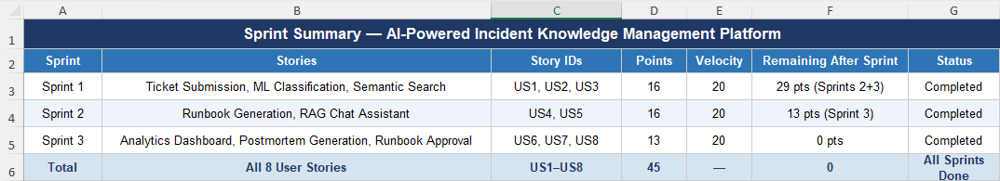 A B C D E F G
1 Sprint Summary — AI-Powered Incident Knowledge Management Platform
2 Sprint Stories Story IDs Points Velocity Remaining After Sprint Status
3 Sprint 1 Ticket Submission, ML Classification, Semantic Search US1, US2, US3 16 20 29 pts (Sprints 2+3) Completed
4 Sprint 2 Runbook Generation, RAG Chat Assistant US4, US5 16 20 13 pts (Sprint 3) Completed
5 Sprint 3 Analytics Dashboard, Postmortem Generation, Runbook Approval US6, US7, US8 13 20 0 pts Completed
6 Total All 8 User Stories US1–US8 45 — 0 All Sprints
Done